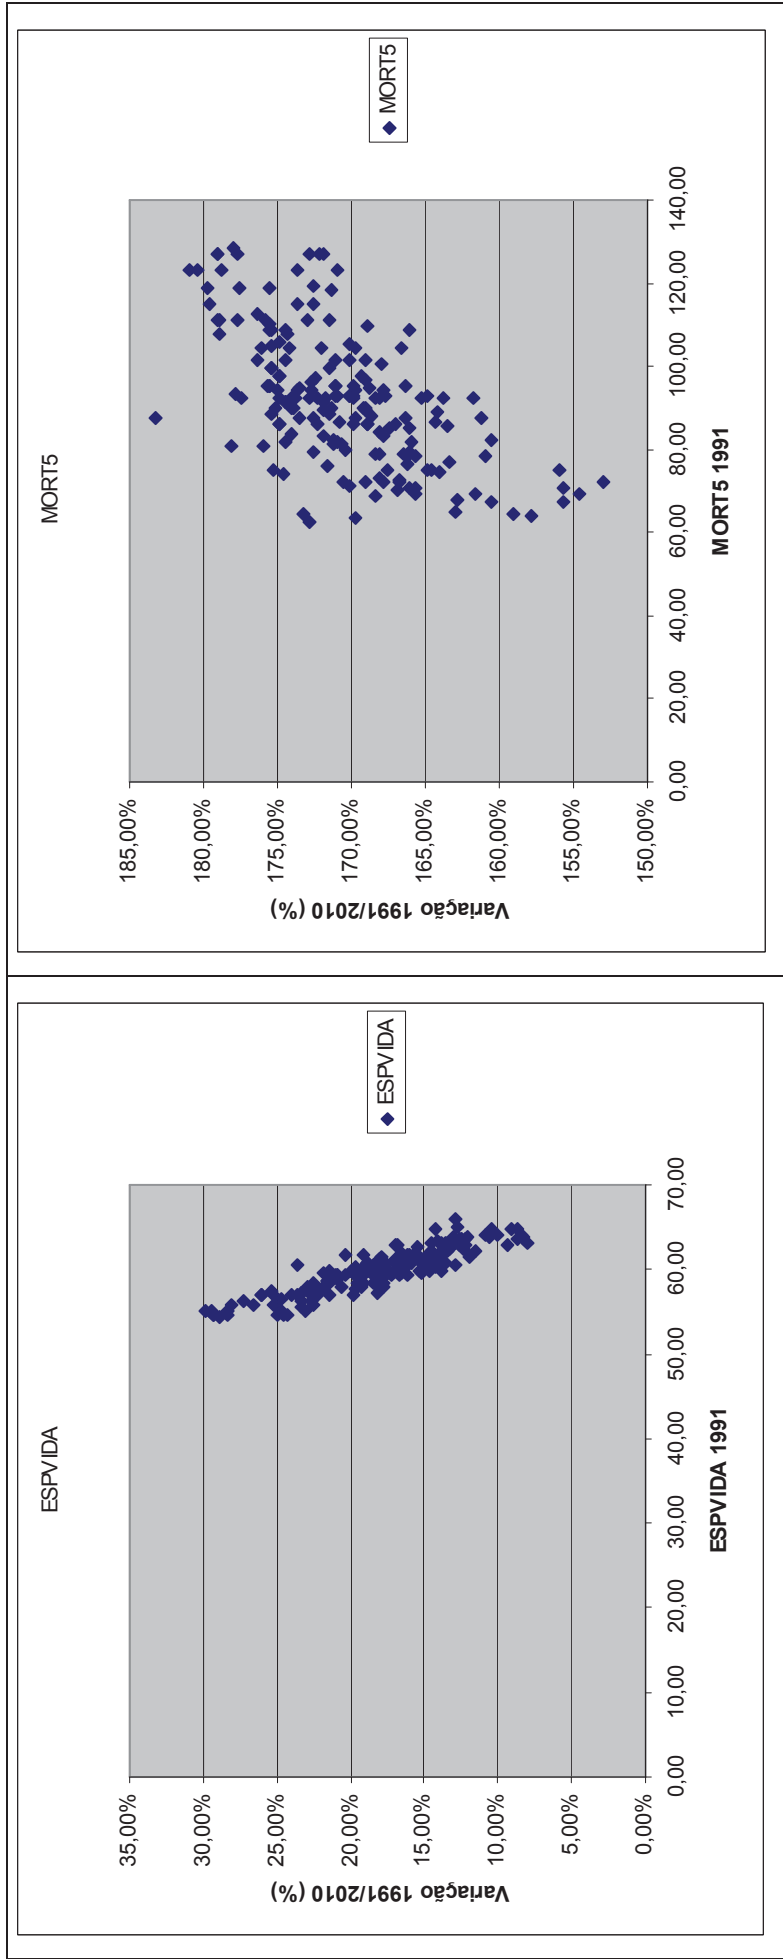 ESPVIDA
35,00%
30,00%
25,00%
20,00%
15,00%
10,00%
5,00%
0,00%
Variação 1991/2010 (%)
0,00 10,00 20,00 30,00 40,00 50,00 60,00 70,00
ESPVIDA 1991
ESPVIDA
MORT5
185,00%
180,00%
175,00%
170,00%
165,00%
160,00%
155,00%
150,00%
Variação 1991/2010 (%)
0,00 20,00 40,00 60,00 80,00 100,00 120,00 140,00
MORT5 1991
MORT5